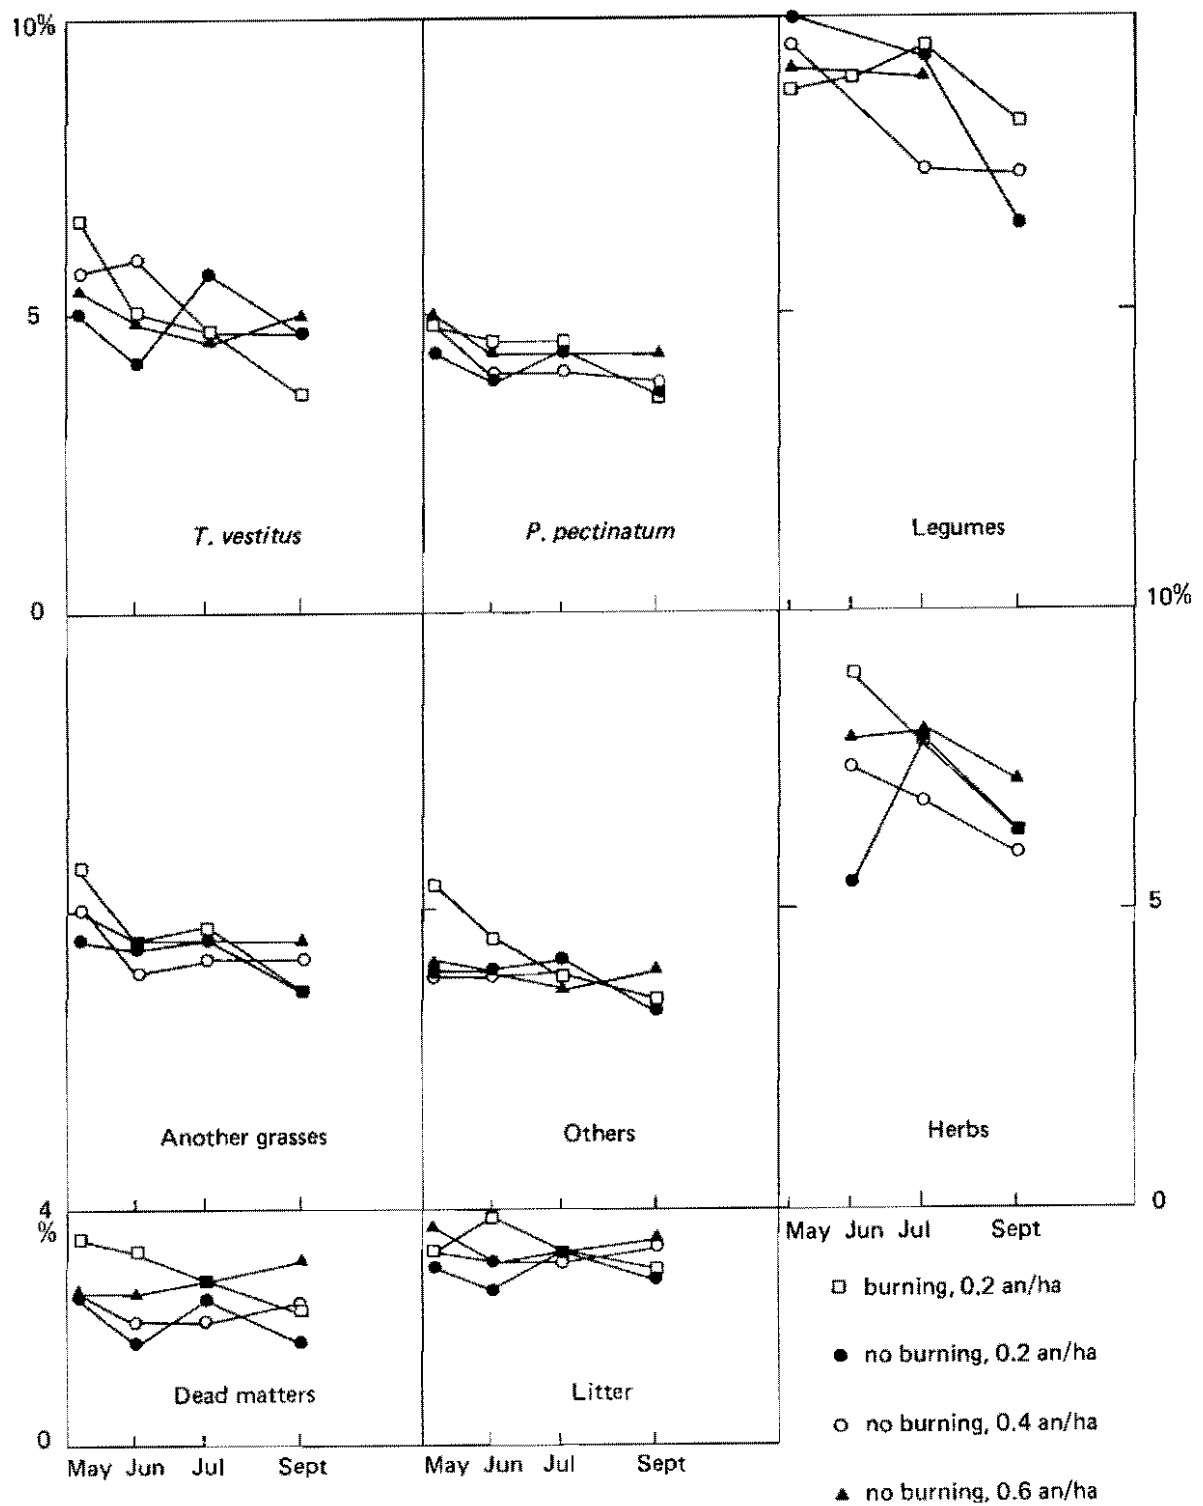 10%
5
T. vestitus
P. pectinatum
Legumes
0
10%
5
Another grasses
Others
Herbs
4
%
0
May Jun Jul Sept
□ burning, 0.2 an/ha
● no burning, 0.2 an/ha
Dead matters
Litter
○ no burning, 0.4 an/ha
0
May Jun Jul Sept
May Jun Jul Sept
▲ no burning, 0.6 an/ha